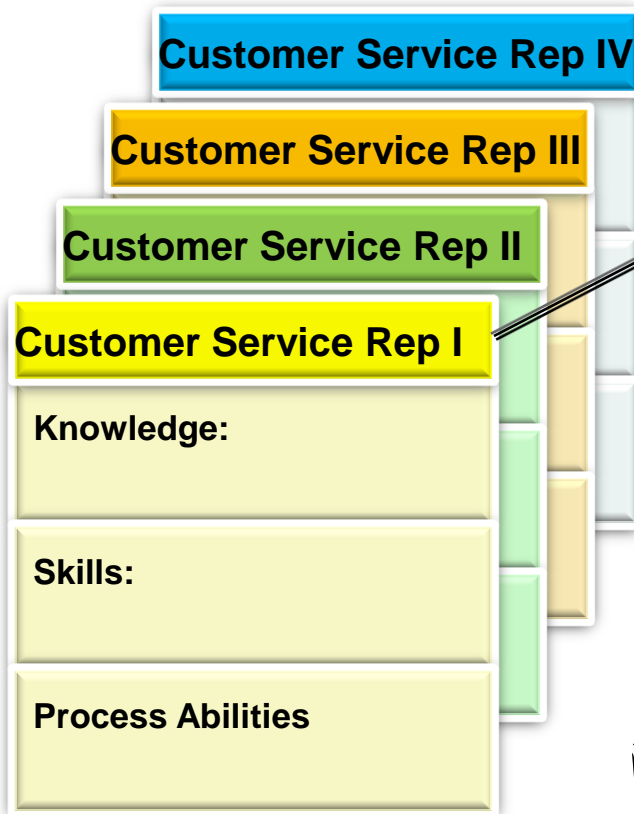 Customer Service Rep IV
Customer Service Rep III
Customer Service Rep II
Customer Service Rep I
Knowledge:
Skills:
Process Abilities